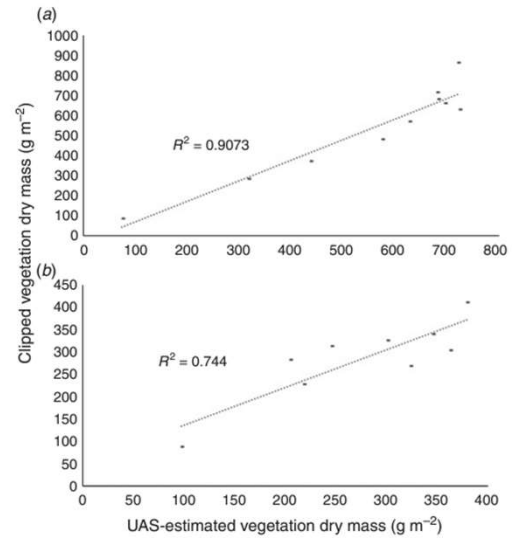 (a)
1000
900
800
700
600
500
400
300
200
100
0
R² = 0.9073
0 100 200 300 400 500 600 700 800
Clipped vegetation dry mass (g m⁻²)
(b)
450
400
350
300
250
200
150
100
50
0
R² = 0.744
0 50 100 150 200 250 300 350 400
UAS-estimated vegetation dry mass (g m⁻²)